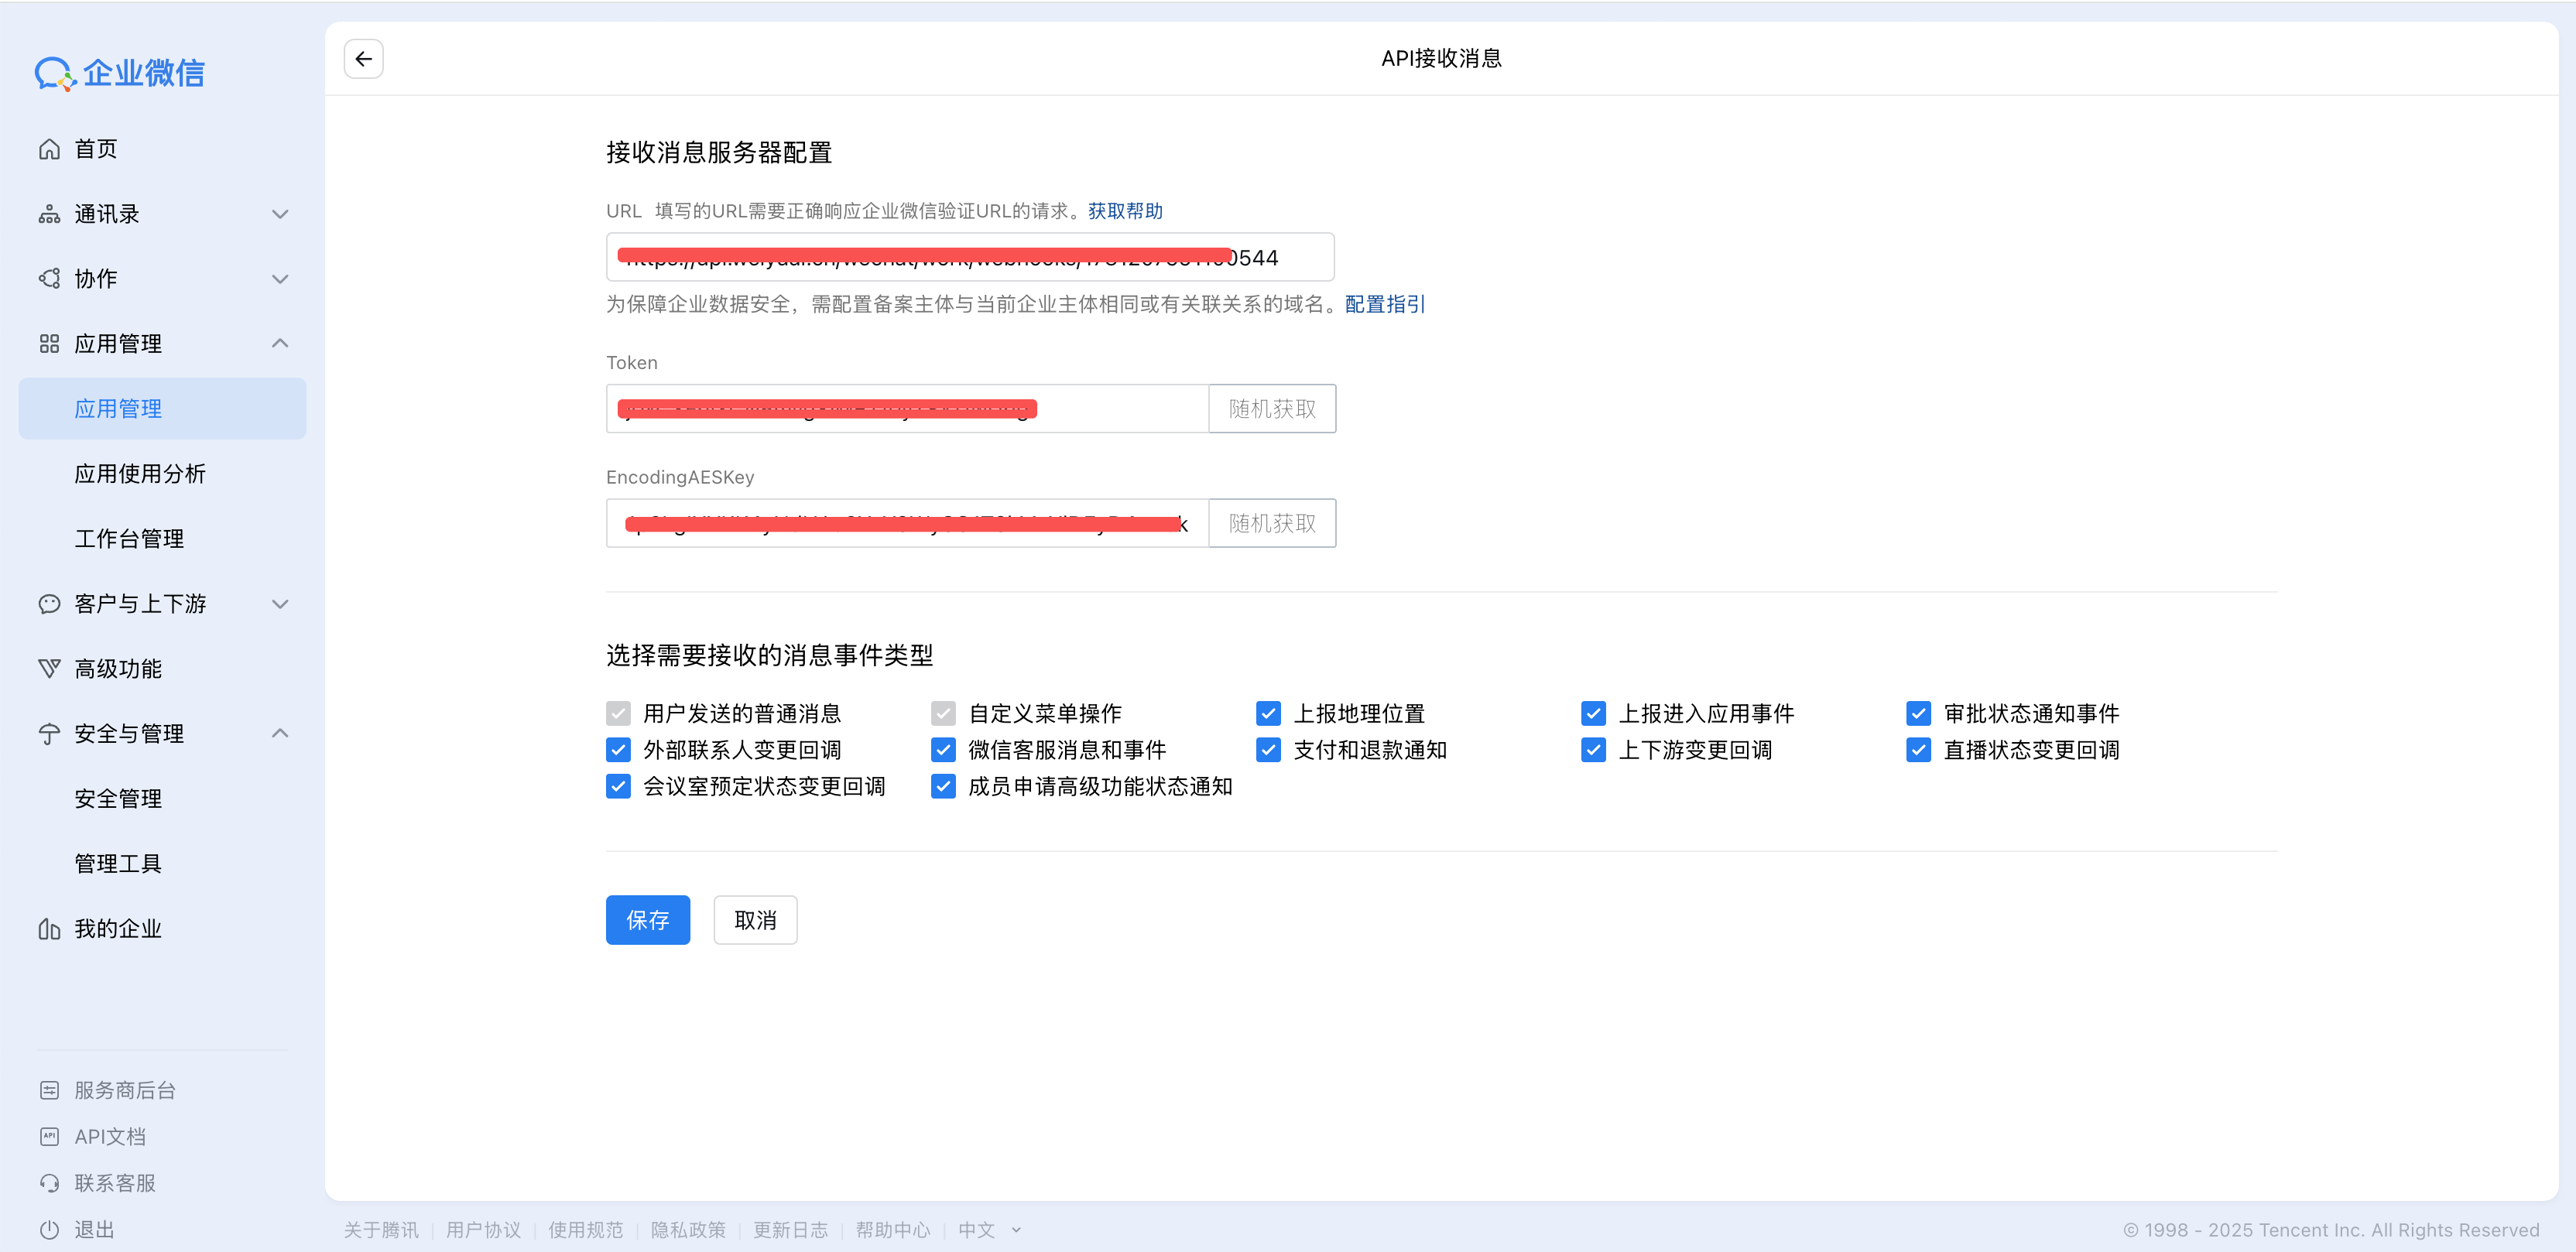 企业微信
首页
通讯录
协作
应用管理
应用管理
应用使用分析
工作台管理
客户与上下游
高级功能
安全与管理
安全管理
管理工具
我的企业
服务商后台
API文档
联系客服
退出
API接收消息
接收消息服务器配置
URL 填写的URL需要正确响应企业微信验证URL的请求。获取帮助
0544
为保障企业数据安全，需配置备案主体与当前企业主体相同或有关联关系的域名。配置指引
Token
随机获取
EncodingAESKey
k
随机获取
选择需要接收的消息事件类型
用户发送的普通消息 自定义菜单操作 上报地理位置 上报进入应用事件 审批状态通知事件
外部联系人变更回调 微信客服消息和事件 支付和退款通知 上下游变更回调 直播状态变更回调
会议室预定状态变更回调 成员申请高级功能状态通知
保存 取消
关于腾讯 用户协议 使用规范 隐私政策 更新日志 帮助中心 中文
© 1998 - 2025 Tencent Inc. All Rights Reserved